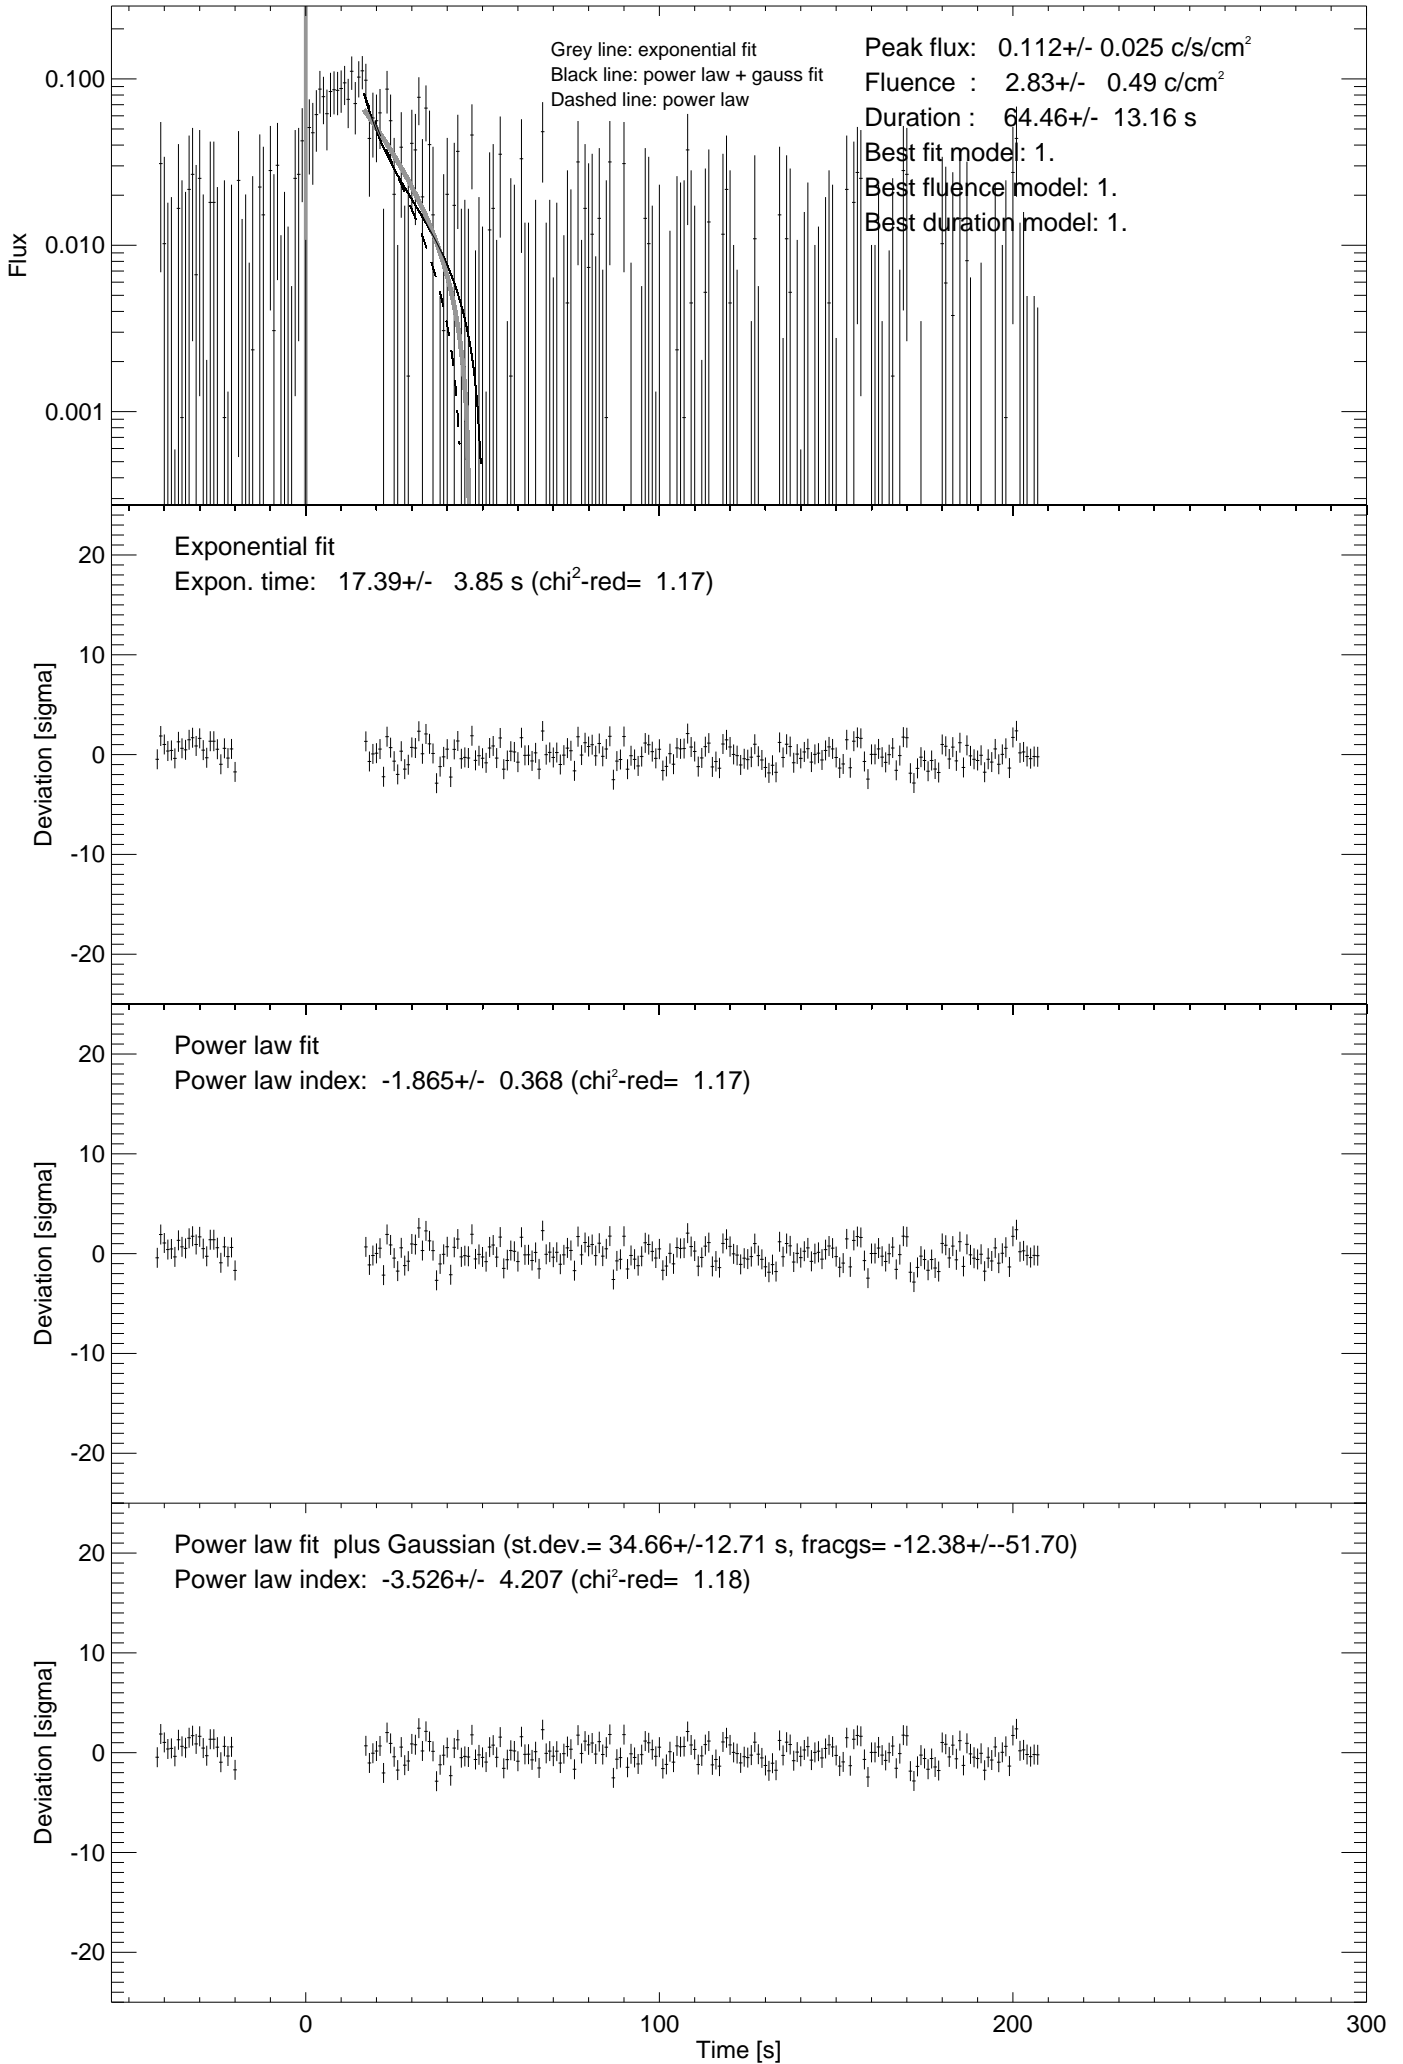 Grey line: exponential fit
Black line: power law + gauss fit
Dashed line: power law
Peak flux: 0.112+/- 0.025 c/s/cm²
Fluence : 2.83+/- 0.49 c/cm²
Duration : 64.46+/- 13.16 s
Best fit model: 1.
Best fluence model: 1.
Best duration model: 1.
0.100
0.010
0.001
Flux
Exponential fit
Expon. time: 17.39+/- 3.85 s (chi²-red= 1.17)
20
10
0
-10
-20
Deviation [sigma]
Power law fit
Power law index: -1.865+/- 0.368 (chi²-red= 1.17)
20
10
0
-10
-20
Deviation [sigma]
Power law fit plus Gaussian (st.dev.= 34.66+/-12.71 s, fracgs= -12.38+/--51.70)
Power law index: -3.526+/- 4.207 (chi²-red= 1.18)
20
10
0
-10
-20
Deviation [sigma]
0 100 200 300
Time [s]